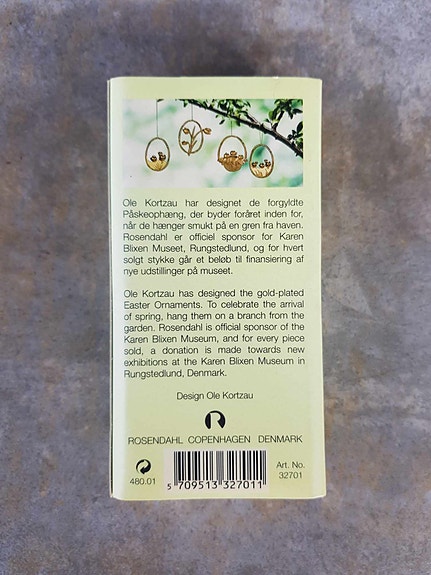 Ole Kortzau har designet de forgyldte
Påskeophæng, der byder foråret inden for,
når de hænger smukt på en gren fra haven.
Rosendahl er officiel sponsor for Karen
Blixen Museet, Rungstedlund, og for hvert
solgt stykke går et beløb til finansiering af
nye udstillinger på museet.
Ole Kortzau has designed the gold-plated
Easter Ornaments. To celebrate the arrival
of spring, hang them on a branch from the
garden. Rosendahl is official sponsor of the
Karen Blixen Museum, and for every piece
sold, a donation is made towards new
exhibitions at the Karen Blixen Museum in
Rungstedlund, Denmark.
Design Ole Kortzau
ROSENDAHL COPENHAGEN DENMARK
480.01
5 709513 327011
Art. No.
32701